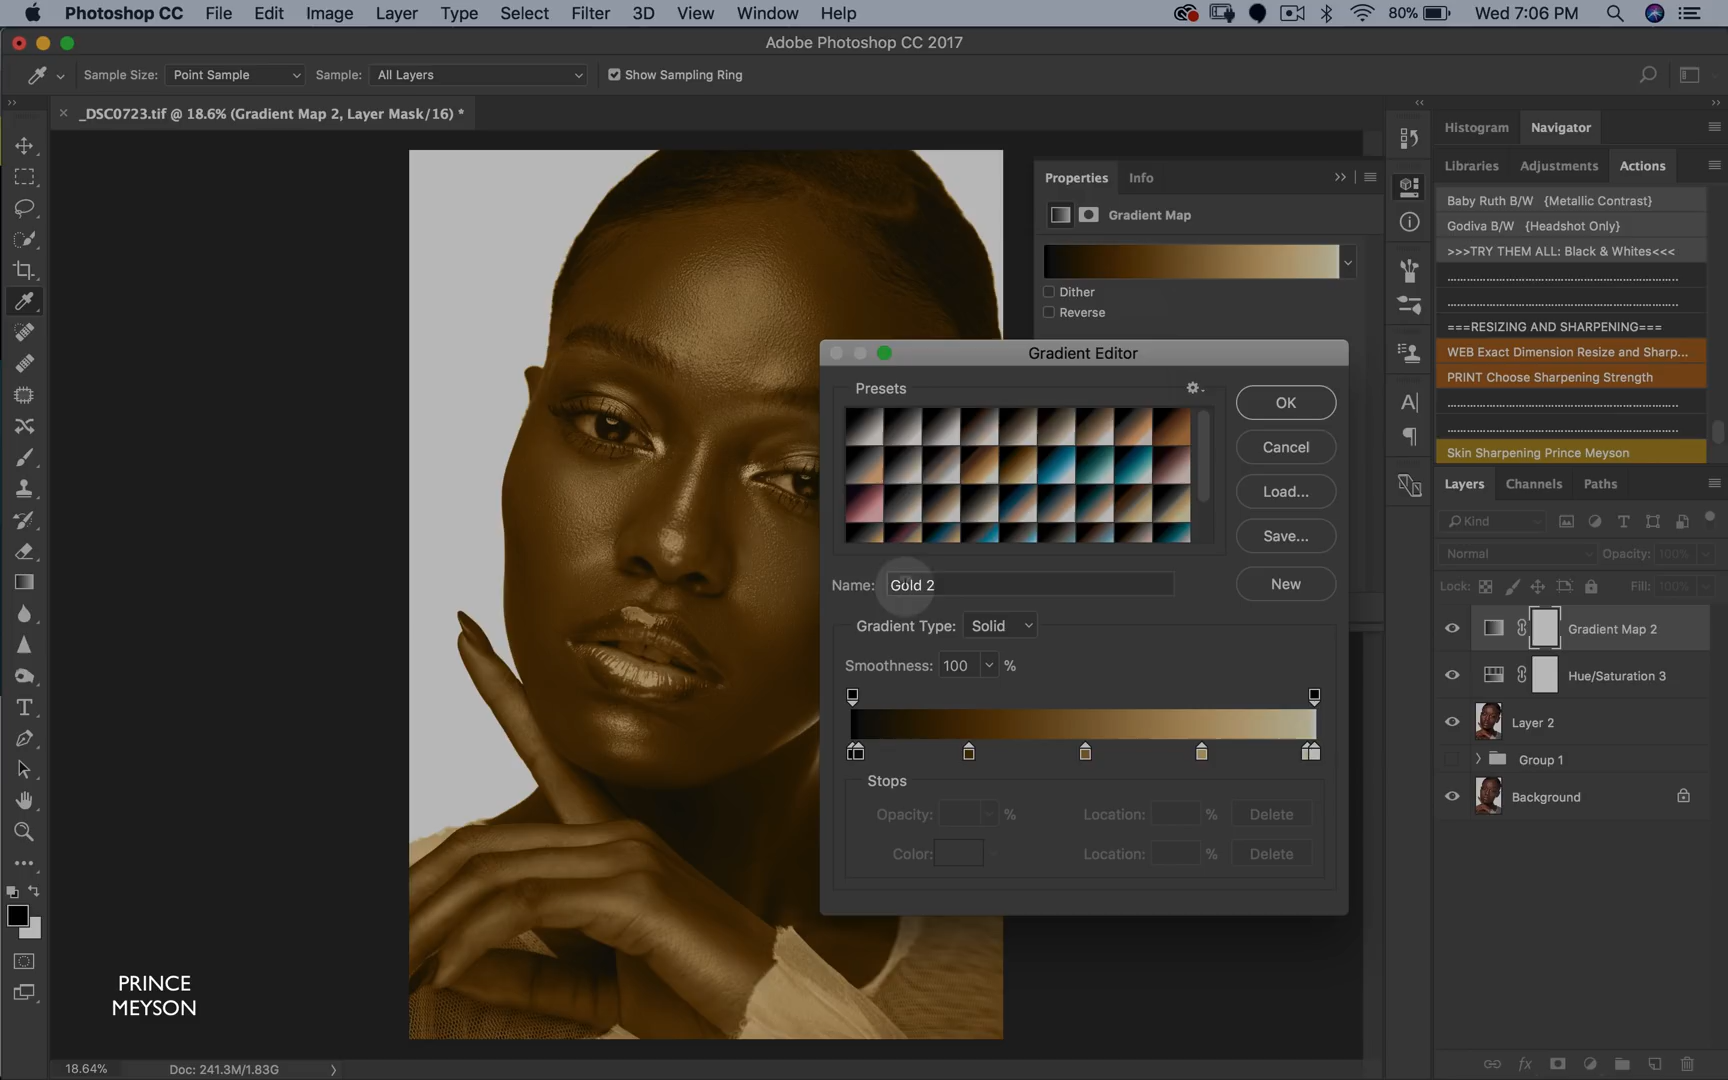 Photoshop CC File Edit Image Layer Type Select Filter 3D View Window Help 80% Wed 7:06 PM
Adobe Photoshop CC 2017
Sample Size: Point Sample Sample: All Layers Show Sampling Ring
_DSC0723.tif @ 18.6% (Gradient Map 2, Layer Mask/16) *
Histogram Navigator
Libraries Adjustments Actions
Properties Info
Gradient Map
Dither
Reverse
Baby Ruth B/W {Metallic Contrast}
Godiva B/W {Headshot Only}
>>>TRY THEM ALL: Black & Whites<<<
===RESIZING AND SHARPENING===
WEB Exact Dimension Resize and Sharp...
PRINT Choose Sharpening Strength
Skin Sharpening Prince Meyson
Gradient Editor
Presets
OK
Cancel
Load...
Save...
Name: Gold 2
New
Gradient Type: Solid
Smoothness: 100 %
Stops
Opacity: % Location: % Delete
Color: Location: % Delete
Layers Channels Paths
Kind
Normal Opacity: 100%
Lock: Fill: 100%
Gradient Map 2
Hue/Saturation 3
Layer 2
Group 1
Background
PRINCE
MEYSON
18.64% Doc: 241.3M/1.83G